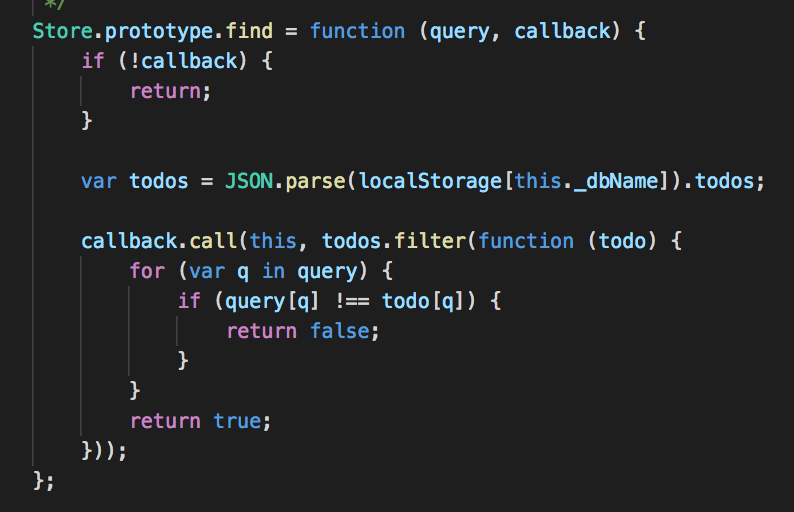 */
Store.prototype.find = function (query, callback) {
    if (!callback) {
        return;
    }

    var todos = JSON.parse(localStorage[this._dbName]).todos;

    callback.call(this, todos.filter(function (todo) {
        for (var q in query) {
            if (query[q] !== todo[q]) {
                return false;
            }
        }
        return true;
    }));
};